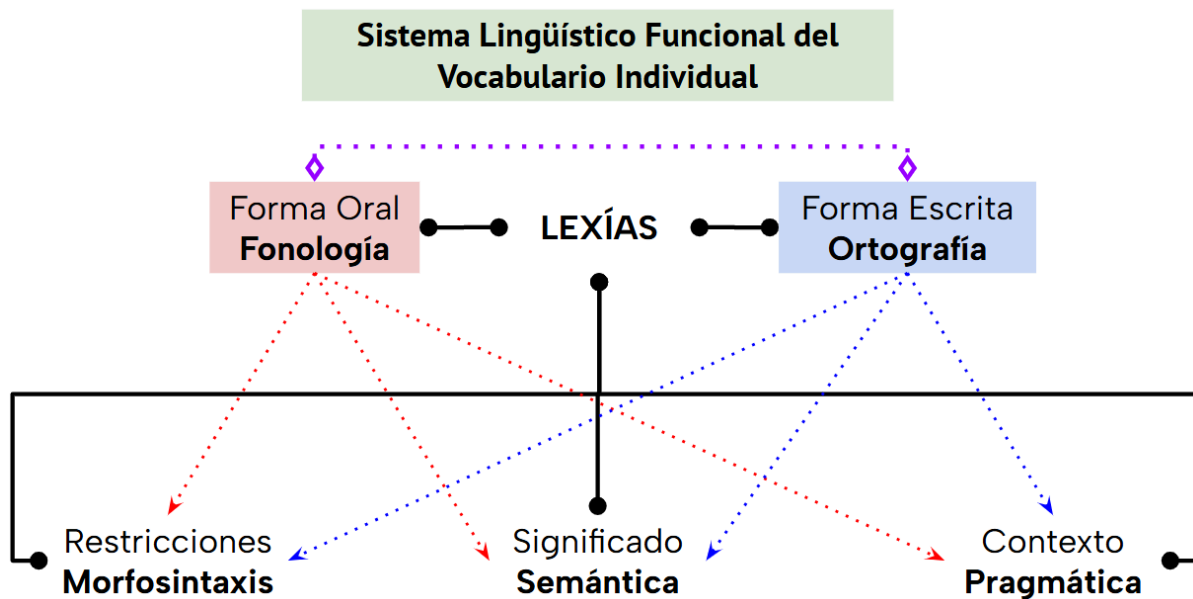 Sistema Lingüístico Funcional del
Vocabulario Individual
Forma Oral
Fonología
LEXÍAS
Forma Escrita
Ortografía
Restricciones
Morfosintaxis
Significado
Semántica
Contexto
Pragmática